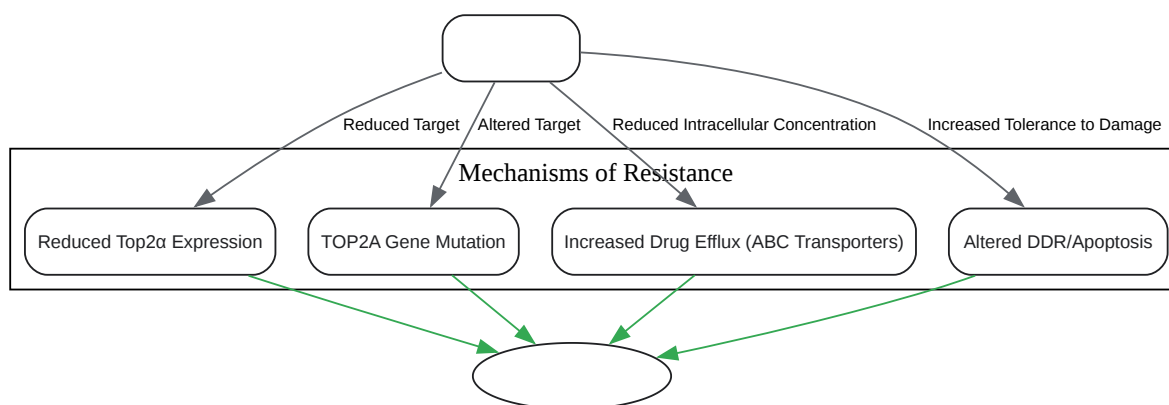 Reduced Target
Altered Target
Reduced Intracellular Concentration
Increased Tolerance to Damage
Mechanisms of Resistance
Reduced Top2α Expression
TOP2A Gene Mutation
Increased Drug Efflux (ABC Transporters)
Altered DDR/Apoptosis